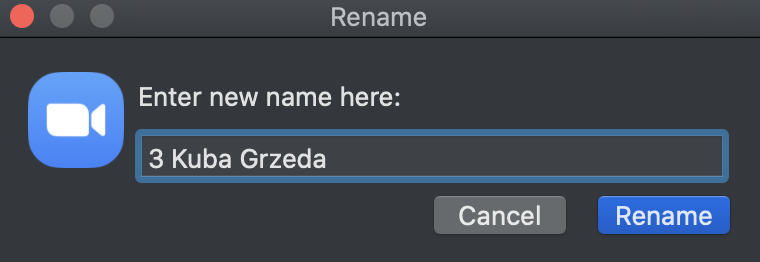 Rename
Enter new name here:
3 Kuba Grzeda
Cancel
Rename